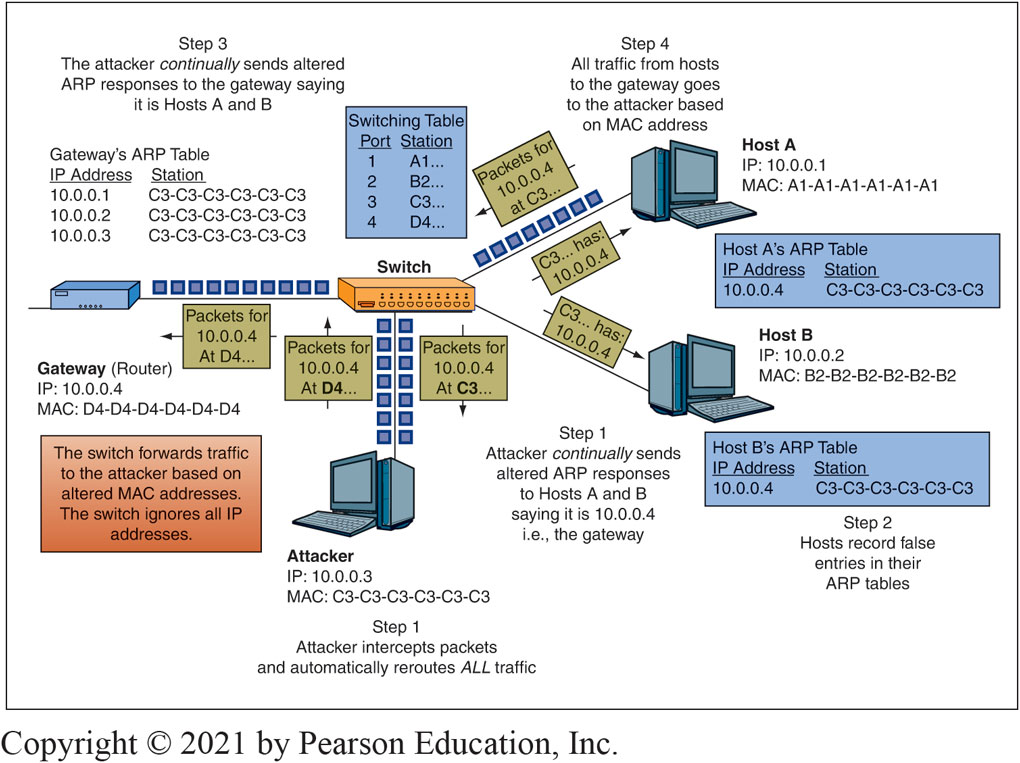 Step 3
The attacker continually sends altered
ARP responses to the gateway saying
it is Hosts A and B
Step 4
All traffic from hosts
to the gateway goes
to the attacker based
on MAC address
Gateway's ARP Table
IP Address Station
10.0.0.1 C3-C3-C3-C3-C3-C3
10.0.0.2 C3-C3-C3-C3-C3-C3
10.0.0.3 C3-C3-C3-C3-C3-C3
Switching Table
Port Station
1 A1...
2 B2...
3 C3...
4 D4...
Packets for
10.0.0.4
at C3...
Host A
IP: 10.0.0.1
MAC: A1-A1-A1-A1-A1-A1
C3... has:
10.0.0.4
Host A's ARP Table
IP Address Station
10.0.0.4 C3-C3-C3-C3-C3-C3
Switch
Packets for
10.0.0.4
At D4...
Packets for
10.0.0.4
At D4...
Packets for
10.0.0.4
At C3...
C3... has:
10.0.0.4
Host B
IP: 10.0.0.2
MAC: B2-B2-B2-B2-B2-B2
Gateway (Router)
IP: 10.0.0.4
MAC: D4-D4-D4-D4-D4-D4
The switch forwards traffic
to the attacker based on
altered MAC addresses.
The switch ignores all IP
addresses.
Step 1
Attacker continually sends
altered ARP responses
to Hosts A and B
saying it is 10.0.0.4
i.e., the gateway
Host B's ARP Table
IP Address Station
10.0.0.4 C3-C3-C3-C3-C3-C3
Step 2
Hosts record false
entries in their
ARP tables
Attacker
IP: 10.0.0.3
MAC: C3-C3-C3-C3-C3-C3
Step 1
Attacker intercepts packets
and automatically reroutes ALL traffic
Copyright © 2021 by Pearson Education, Inc.